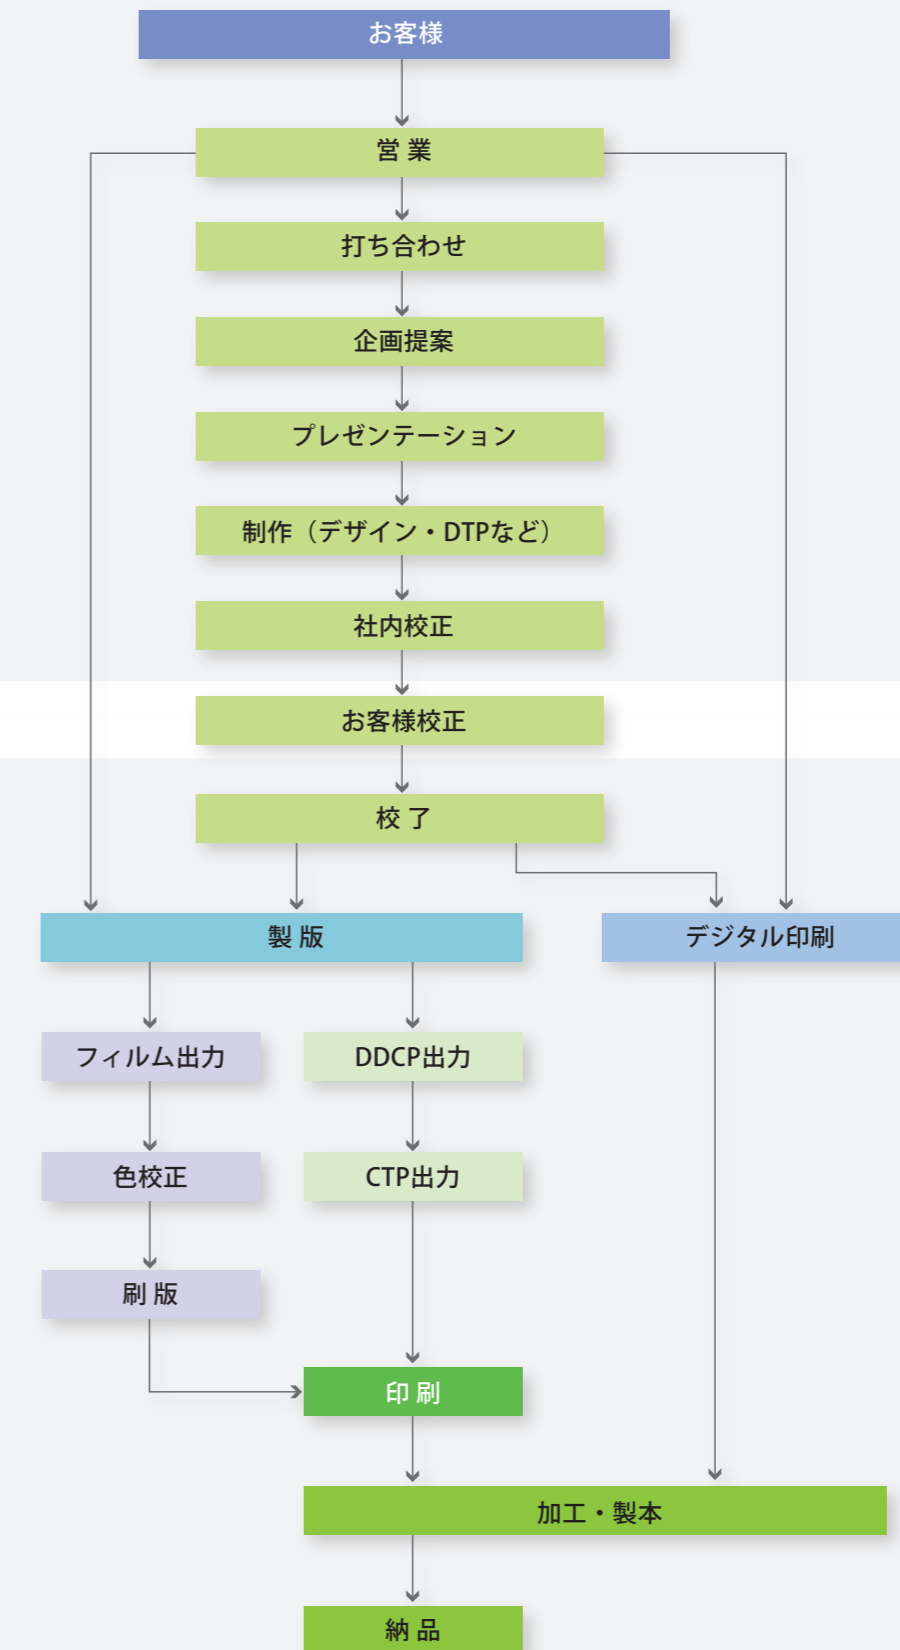 お客様
営 業
打ち合わせ
企画提案
プレゼンテーション
制作（デザイン・DTPなど）
社内校正
お客様校正
校 了
製 版
デジタル印刷
フィルム出力
DDCP出力
色校正
CTP出力
刷 版
印 刷
加工・製本
納 品